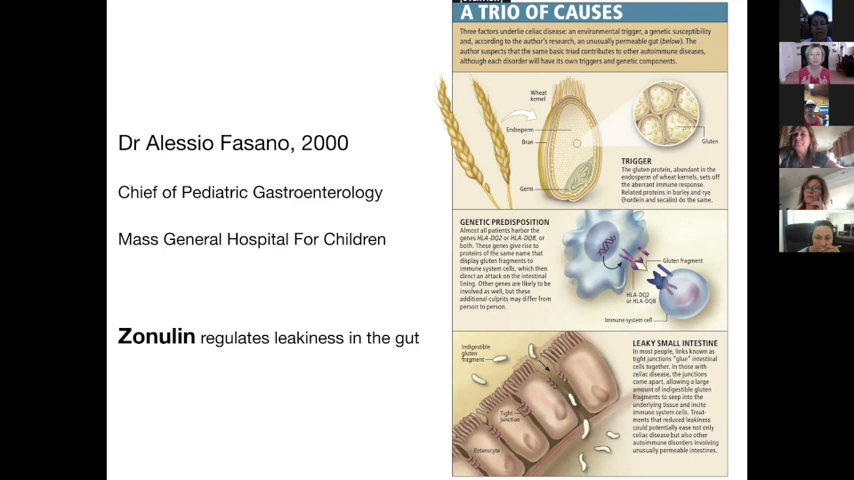 Dr Alessio Fasano, 2000
Chief of Pediatric Gastroenterology
Mass General Hospital For Children
Zonulin regulates leakiness in the gut
A TRIO OF CAUSES
Three factors underlie celiac disease: an environmental trigger, a genetic susceptibility
and, according to the author's research, an unusually permeable gut (below). The
author suspects that the same basic triad contributes to other autoimmune diseases,
although each disorder will have its own triggers and genetic components.
Wheat
kernel
Endosperm
Bran
Germ
Gluten
TRIGGER
The gluten protein, abundant in the
endosperm of wheat kernels, sets off
the aberrant immune response.
Related proteins in barley and rye
(hordein and secalin) do the same.
GENETIC PREDISPOSITION
Almost all patients harbor the
genes HLA-DQ2 or HLA-DQ8, or
both. These genes give rise to
proteins of the same name that
display gluten fragments to
immune system cells, which then
direct an attack on the intestinal
lining. Other genes are likely to be
involved as well, but these
additional culprits may differ from
person to person.
Gluten fragment
HLA-DQ2
or HLA-DQ8
Immune system cell
LEAKY SMALL INTESTINE
In most people, links known as
tight junctions "glue" intestinal
cells together. In those with
celiac disease, the junctions
come apart, allowing a large
amount of indigestible gluten
fragments to seep into the
underlying tissue and incite
immune system cells. Treat-
ments that reduced leakiness
could potentially ease not only
celiac disease but also other
autoimmune disorders involving
unusually permeable intestines.
Indigestible
gluten
fragment
Tight
junction
Enterocyte